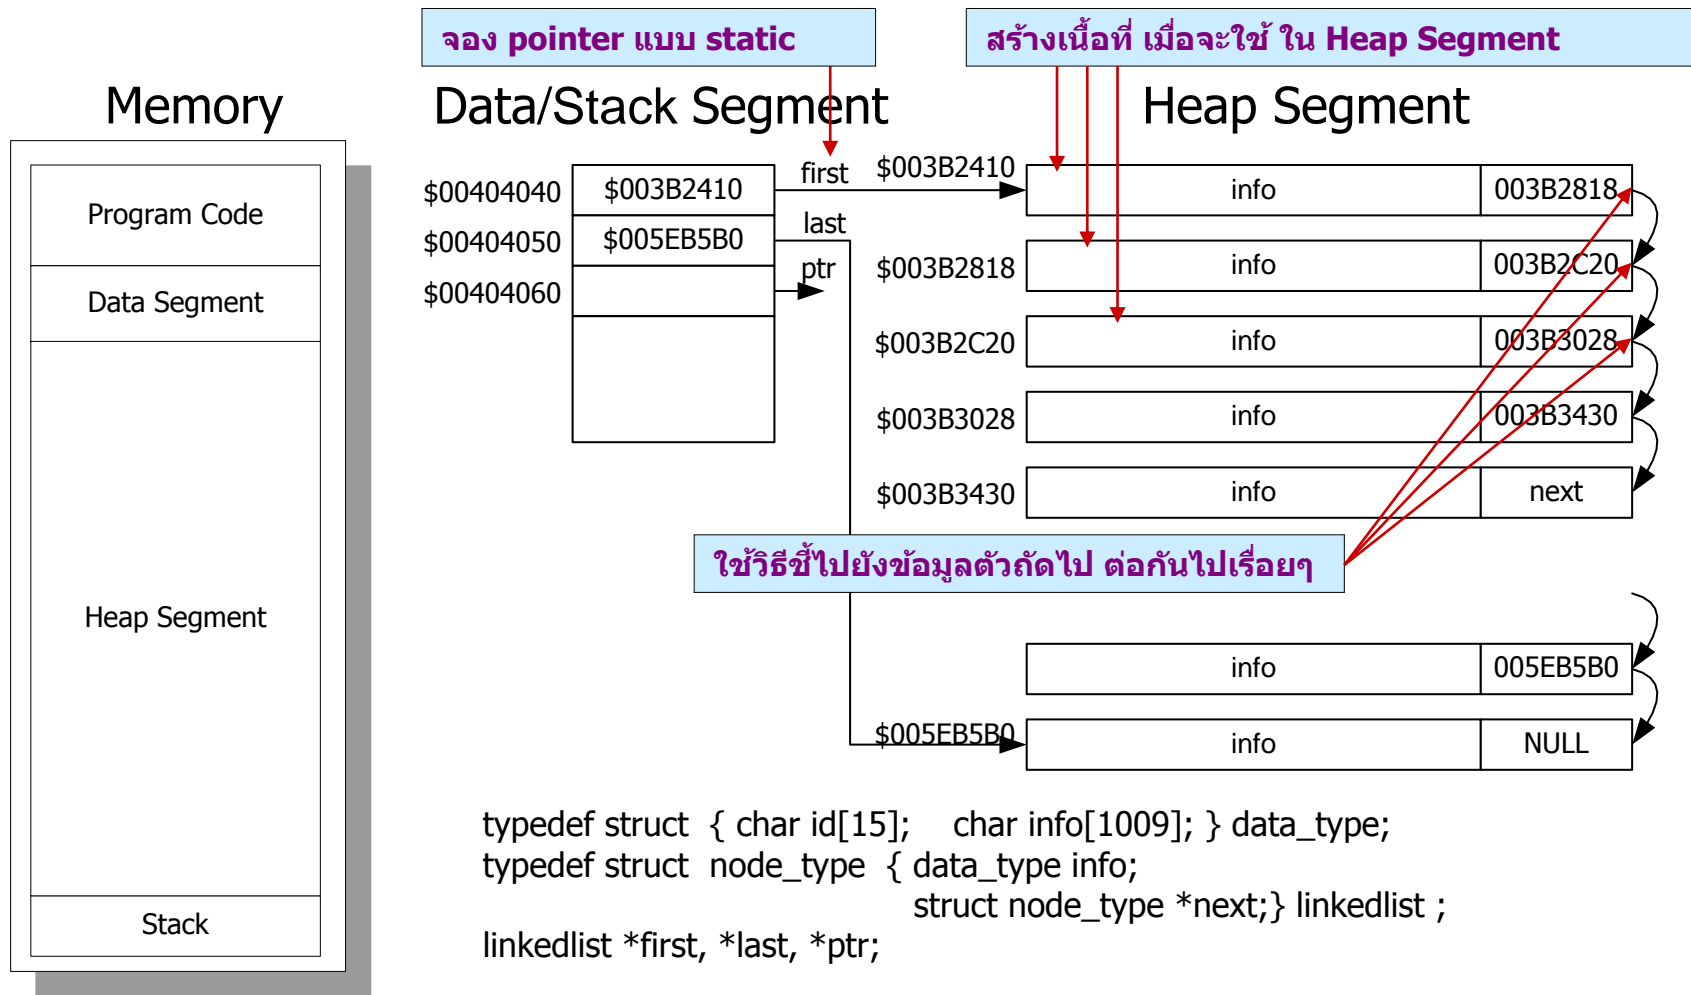 จอง pointer แบบ static
สร้างเนื้อที่ เมื่อจะใช้ ใน Heap Segment
Memory
Data/Stack Segment
Heap Segment
Program Code
Data Segment
Heap Segment
Stack
$00404040
$003B2410
first
$00404050
$005EB5B0
last
$00404060
ptr
$003B2410
info
003B2818
$003B2818
info
003B2C20
$003B2C20
info
003B3028
$003B3028
info
003B3430
$003B3430
info
next
ใช้วิธีชี้ไปยังข้อมูลตัวถัดไป ต่อกันไปเรื่อยๆ
info
005EB5B0
$005EB5B0
info
NULL
typedef struct { char id[15]; char info[1009]; } data_type;
typedef struct node_type { data_type info;
struct node_type *next;} linkedlist ;
linkedlist *first, *last, *ptr;